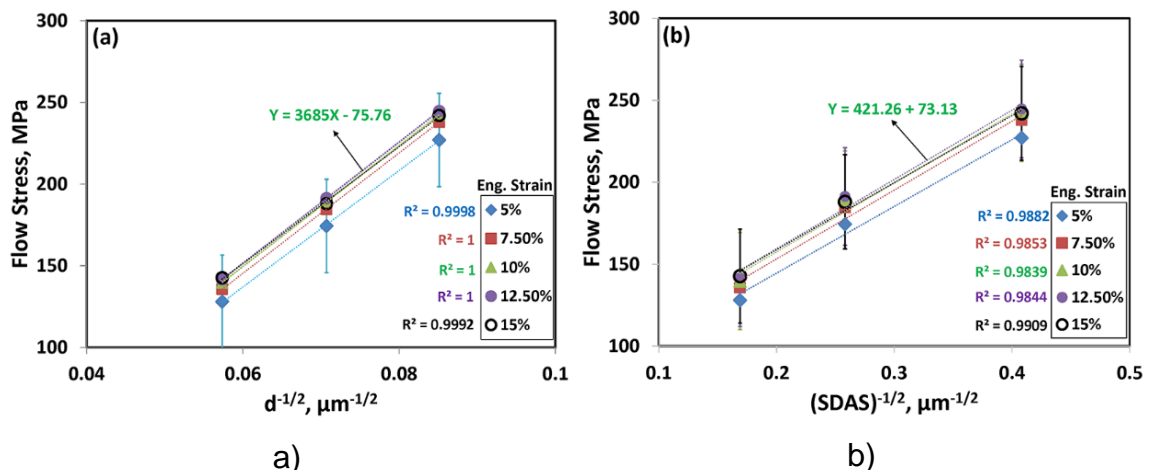 (a)
Flow Stress, MPa
300
250
200
150
100
Y = 3685X - 75.76
Eng. Strain
R² = 0.9998
5%
R² = 1
7.50%
R² = 1
10%
R² = 1
12.50%
R² = 0.9992
15%
0.04
0.06
0.08
0.1
d⁻¹/², µm⁻¹/²
a)
(b)
Flow Stress, MPa
300
250
200
150
100
Y = 421.26 + 73.13
Eng. Strain
R² = 0.9882
5%
R² = 0.9853
7.50%
R² = 0.9839
10%
R² = 0.9844
12.50%
R² = 0.9909
15%
0.1
0.2
0.3
0.4
0.5
(SDAS)⁻¹/², µm⁻¹/²
b)